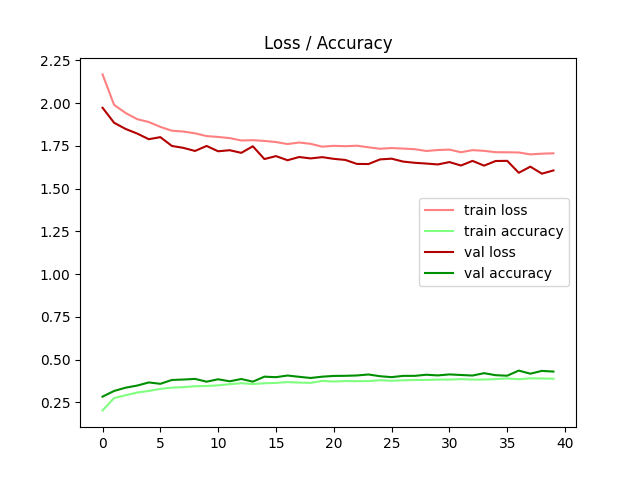 Loss / Accuracy
2.25
2.00
1.75
1.50
1.25
1.00
0.75
0.50
0.25
train loss
train accuracy
val loss
val accuracy
0 5 10 15 20 25 30 35 40